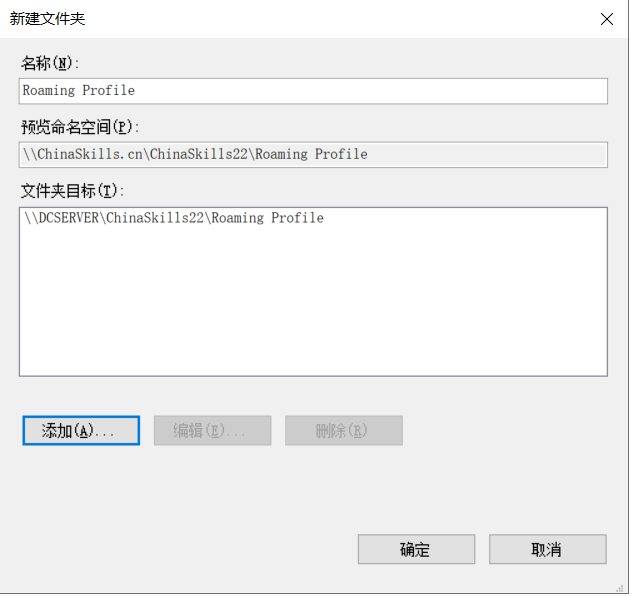 新建文件夹
名称(N):
Roaming Profile
预览命名空间(P):
\\ChinaSkills.cn\ChinaSkills22\Roaming Profile
文件夹目标(T):
\\DCSERVER\ChinaSkills22\Roaming Profile
添加(A)... 编辑(E)... 删除(R)
确定 取消